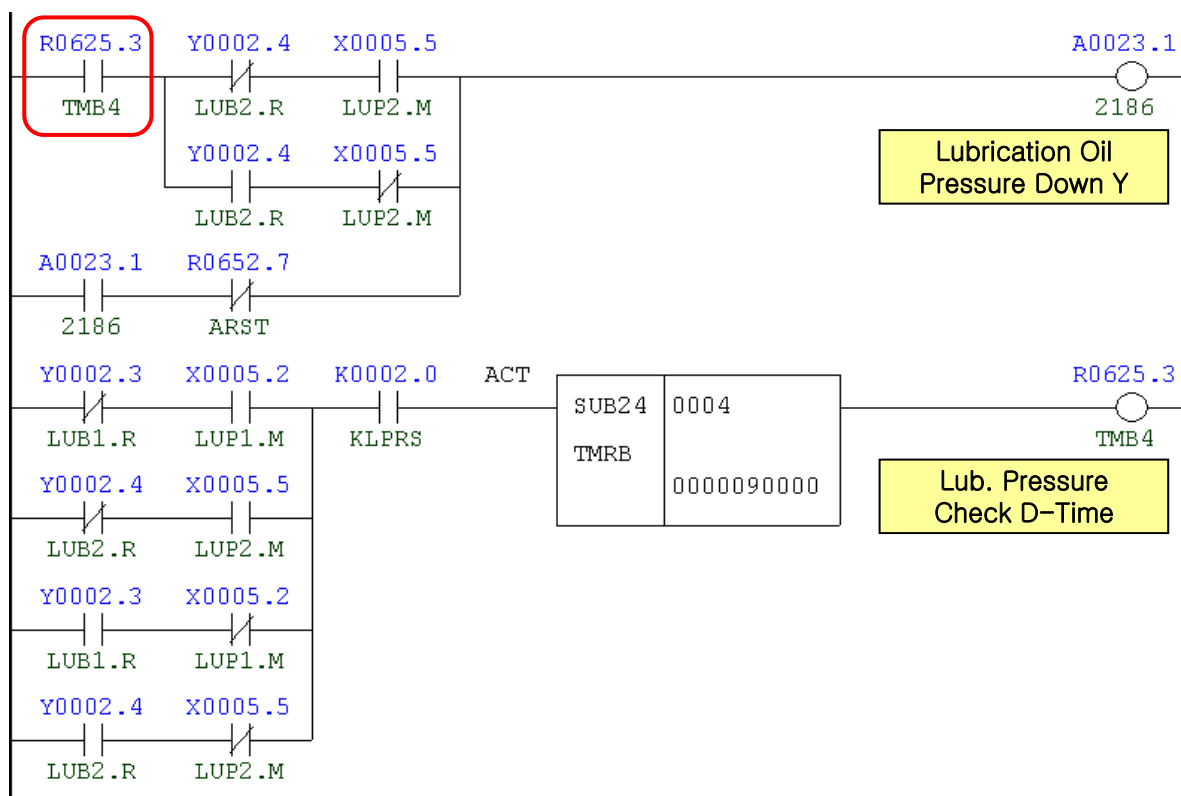 R0625.3 Y0002.4 X0005.5 A0023.1
TMB4 LUB2.R LUP2.M 2186
Lubrication Oil
Pressure Down Y
Y0002.4 X0005.5
LUB2.R LUP2.M
A0023.1 R0652.7
2186 ARST
Y0002.3 X0005.2 K0002.0 ACT R0625.3
SUB24 0004
LUB1.R LUP1.M KLPRS TMB4
TMRB
0000090000
Lub. Pressure
Check D-Time
Y0002.4 X0005.5
LUB2.R LUP2.M
Y0002.3 X0005.2
LUB1.R LUP1.M
Y0002.4 X0005.5
LUB2.R LUP2.M